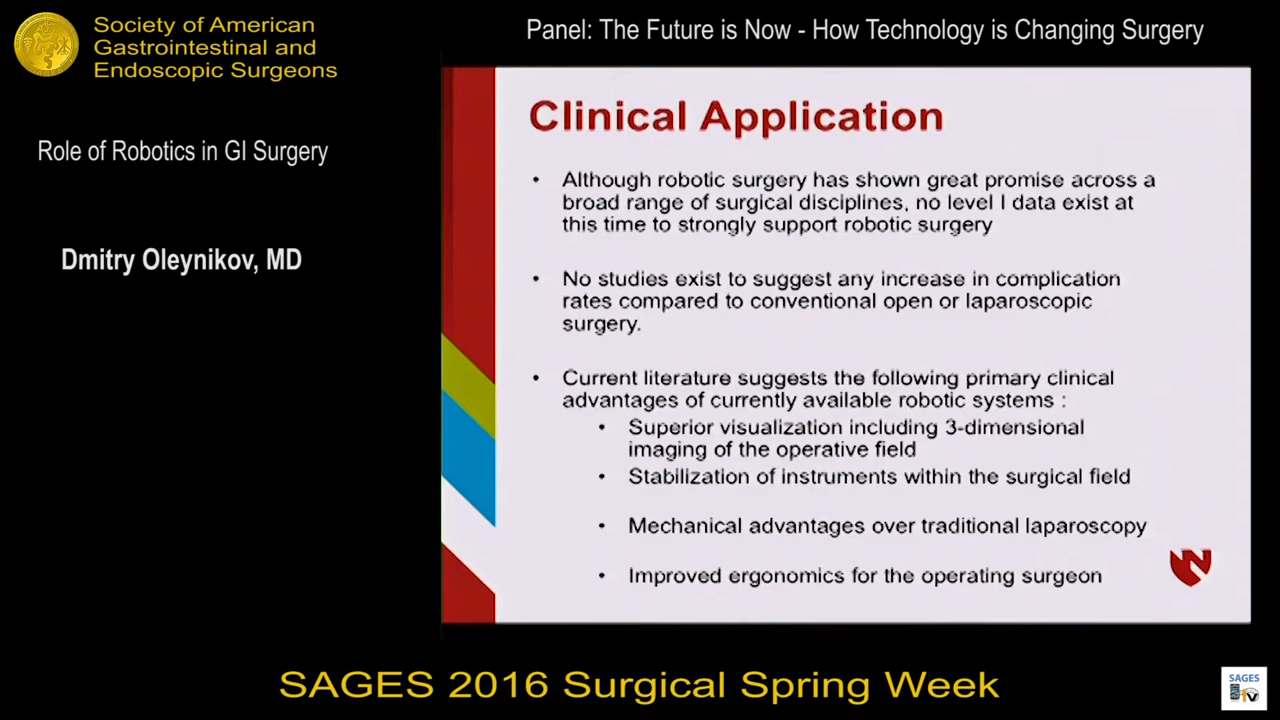 Society of American
Gastrointestinal and
Endoscopic Surgeons
Panel: The Future is Now - How Technology is Changing Surgery
Role of Robotics in GI Surgery
Dmitry Oleynikov, MD
Clinical Application
• Although robotic surgery has shown great promise across a
broad range of surgical disciplines, no level I data exist at
this time to strongly support robotic surgery
• No studies exist to suggest any increase in complication
rates compared to conventional open or laparoscopic
surgery.
• Current literature suggests the following primary clinical
advantages of currently available robotic systems :
• Superior visualization including 3-dimensional
imaging of the operative field
• Stabilization of instruments within the surgical field
• Mechanical advantages over traditional laparoscopy
• Improved ergonomics for the operating surgeon
N
SAGES 2016 Surgical Spring Week
SAGES
TV